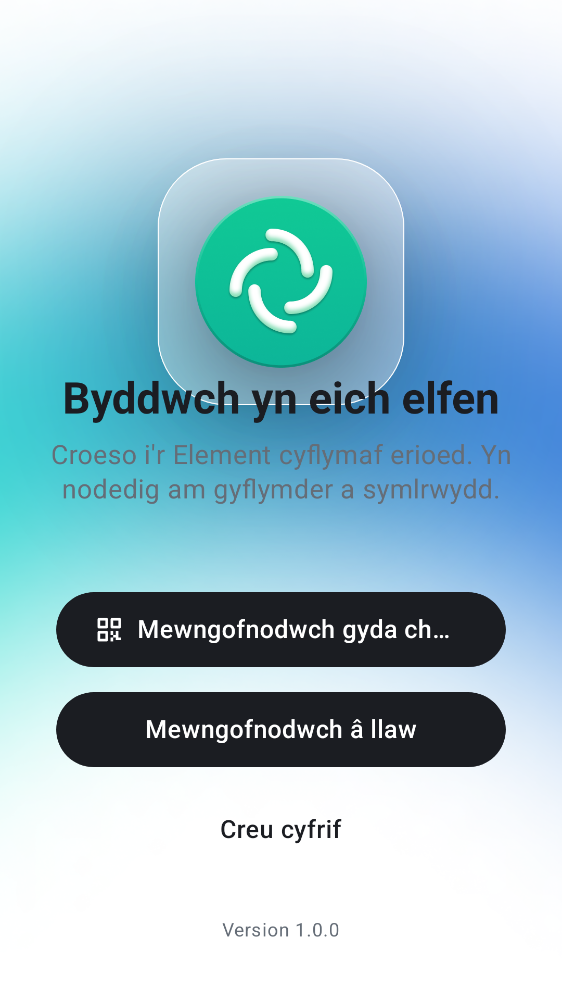 Byddwch yn eich elfen
Croeso i'r Element cyflymaf erioed. Yn
nodedig am gyflymder a symlrwydd.
Mewngofnodwch gyda ch...
Mewngofnodwch â llaw
Creu cyfrif
Version 1.0.0